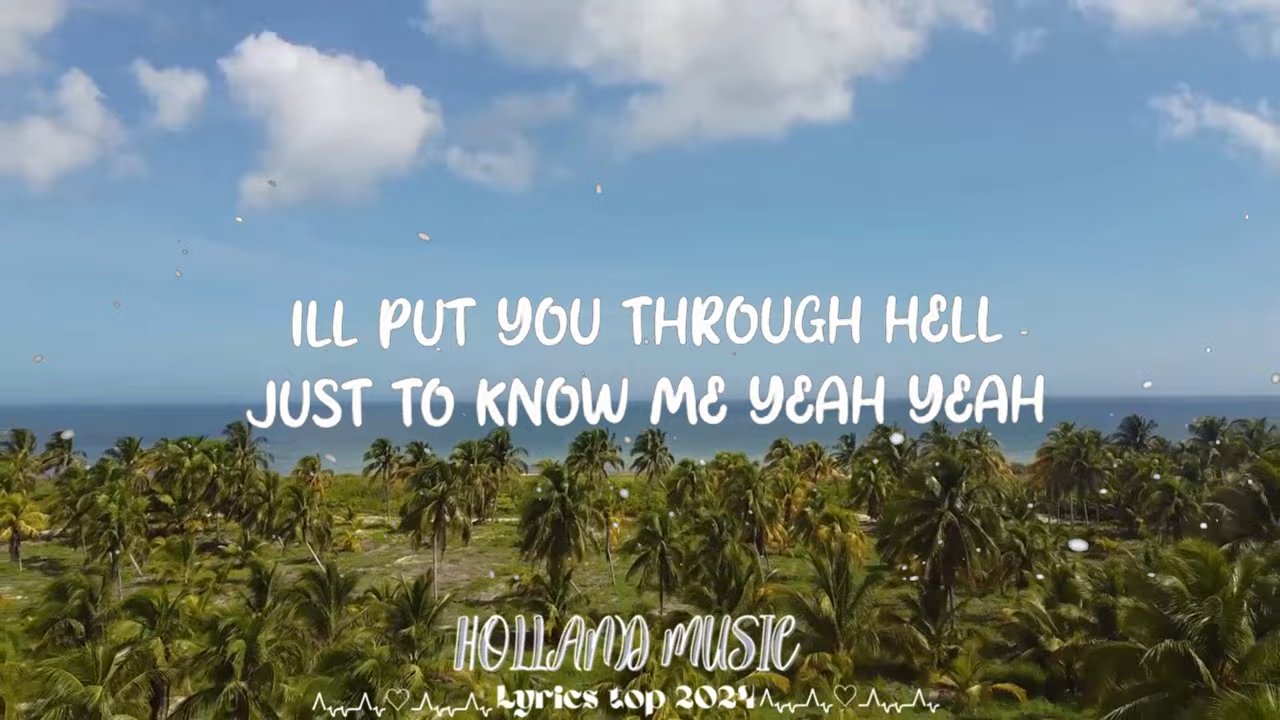 ILL PUT YOU THROUGH HELL
JUST TO KNOW ME YEAH YEAH
HOLLAND MUSIC
Lyrics top 2024